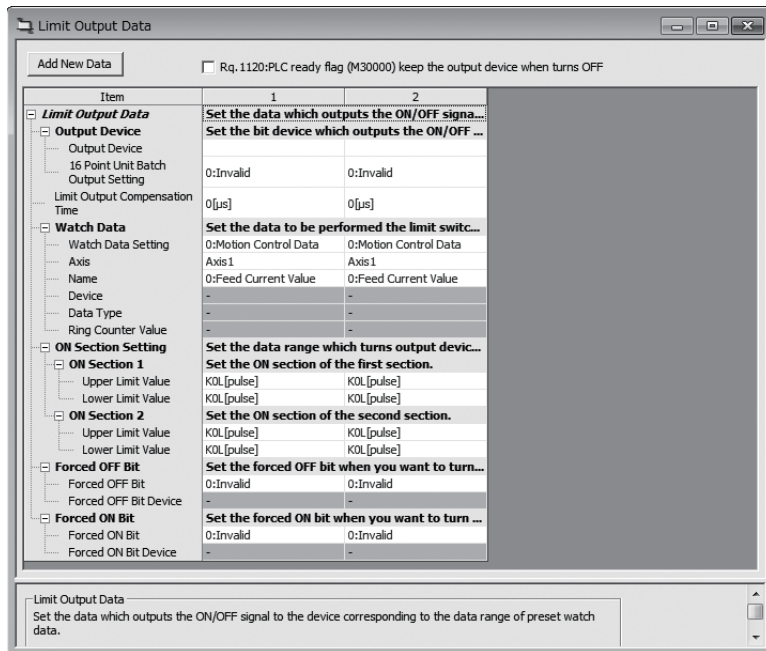 Limit Output Data
Add New Data
Rq.1120:PLC ready flag (M30000) keep the output device when turns OFF
Item 1 2
Limit Output Data Set the data which outputs the ON/OFF signa...
Output Device Set the bit device which outputs the ON/OFF ...
Output Device
16 Point Unit Batch
Output Setting 0:Invalid 0:Invalid
Limit Output Compensation
Time 0[µs] 0[µs]
Watch Data Set the data to be performed the limit switc...
Watch Data Setting 0:Motion Control Data 0:Motion Control Data
Axis Axis1 Axis1
Name 0:Feed Current Value 0:Feed Current Value
Device - -
Data Type - -
Ring Counter Value - -
ON Section Setting Set the data range which turns output devic...
ON Section 1 Set the ON section of the first section.
Upper Limit Value K0L[pulse] K0L[pulse]
Lower Limit Value K0L[pulse] K0L[pulse]
ON Section 2 Set the ON section of the second section.
Upper Limit Value K0L[pulse] K0L[pulse]
Lower Limit Value K0L[pulse] K0L[pulse]
Forced OFF Bit Set the forced OFF bit when you want to turn...
Forced OFF Bit 0:Invalid 0:Invalid
Forced OFF Bit Device - -
Forced ON Bit Set the forced ON bit when you want to turn ...
Forced ON Bit 0:Invalid 0:Invalid
Forced ON Bit Device - -
Limit Output Data
Set the data which outputs the ON/OFF signal to the device corresponding to the data range of preset watch
data.